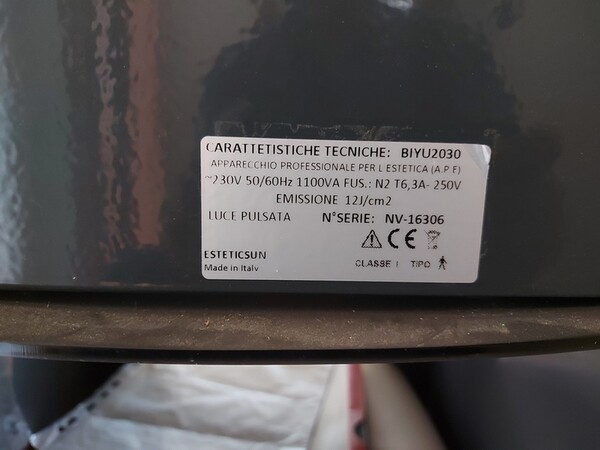 CARATTETISTICHE TECNICHE: BIYU2030
APPARECCHIO PROFESSIONALE PER L'ESTETICA (A.P.E)
~230V 50/60Hz 1100VA FUS.: N2 T6,3A- 250V
EMISSIONE 12J/cm2
LUCE PULSATA N°SERIE: NV-16306
CE
ESTETICSUN
CLASSE I TIPO
Made in Italy